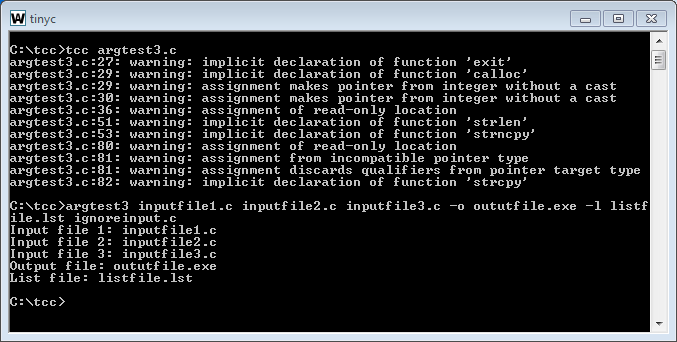 tinyc
C:\tcc>tcc argtest3.c
argtest3.c:27: warning: implicit declaration of function 'exit'
argtest3.c:29: warning: implicit declaration of function 'calloc'
argtest3.c:29: warning: assignment makes pointer from integer without a cast
argtest3.c:30: warning: assignment makes pointer from integer without a cast
argtest3.c:36: warning: assignment of read-only location
argtest3.c:51: warning: implicit declaration of function 'strlen'
argtest3.c:53: warning: implicit declaration of function 'strncpy'
argtest3.c:80: warning: assignment of read-only location
argtest3.c:81: warning: assignment from incompatible pointer type
argtest3.c:81: warning: assignment discards qualifiers from pointer target type
argtest3.c:82: warning: implicit declaration of function 'strcpy'
C:\tcc>argtest3 inputfile1.c inputfile2.c inputfile3.c -o oututfile.exe -l listf
ile.lst ignoreinput.c
Input file 1: inputfile1.c
Input file 2: inputfile2.c
Input file 3: inputfile3.c
Output file: oututfile.exe
List file: listfile.lst
C:\tcc>